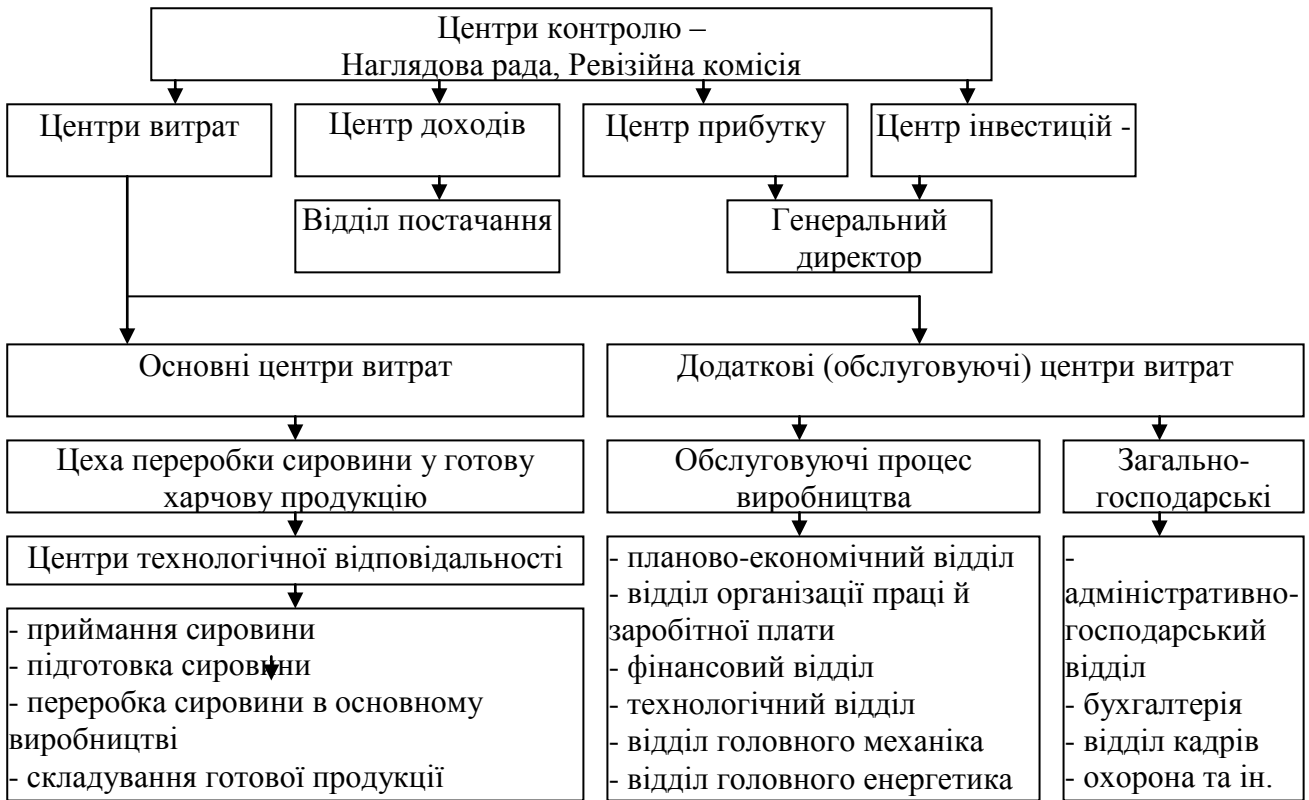 Центри контролю –
Наглядова рада, Ревізійна комісія
Центри витрат
Центр доходів
Центр прибутку
Центр інвестицій -
Відділ постачання
Генеральний
директор
Основні центри витрат
Додаткові (обслуговуючі) центри витрат
Цеха переробки сировини у готову
харчову продукцію
Обслуговуючі процес
виробництва
Загально-
господарські
Центри технологічної відповідальності
- приймання сировини
- підготовка сировини
- переробка сировини в основному
виробництві
- складування готової продукції
- планово-економічний відділ
- відділ організації праці й
заробітної плати
- фінансовий відділ
- технологічний відділ
- відділ головного механіка
- відділ головного енергетика
-
адміністративно-
господарський
відділ
- бухгалтерія
- відділ кадрів
- охорона та ін.